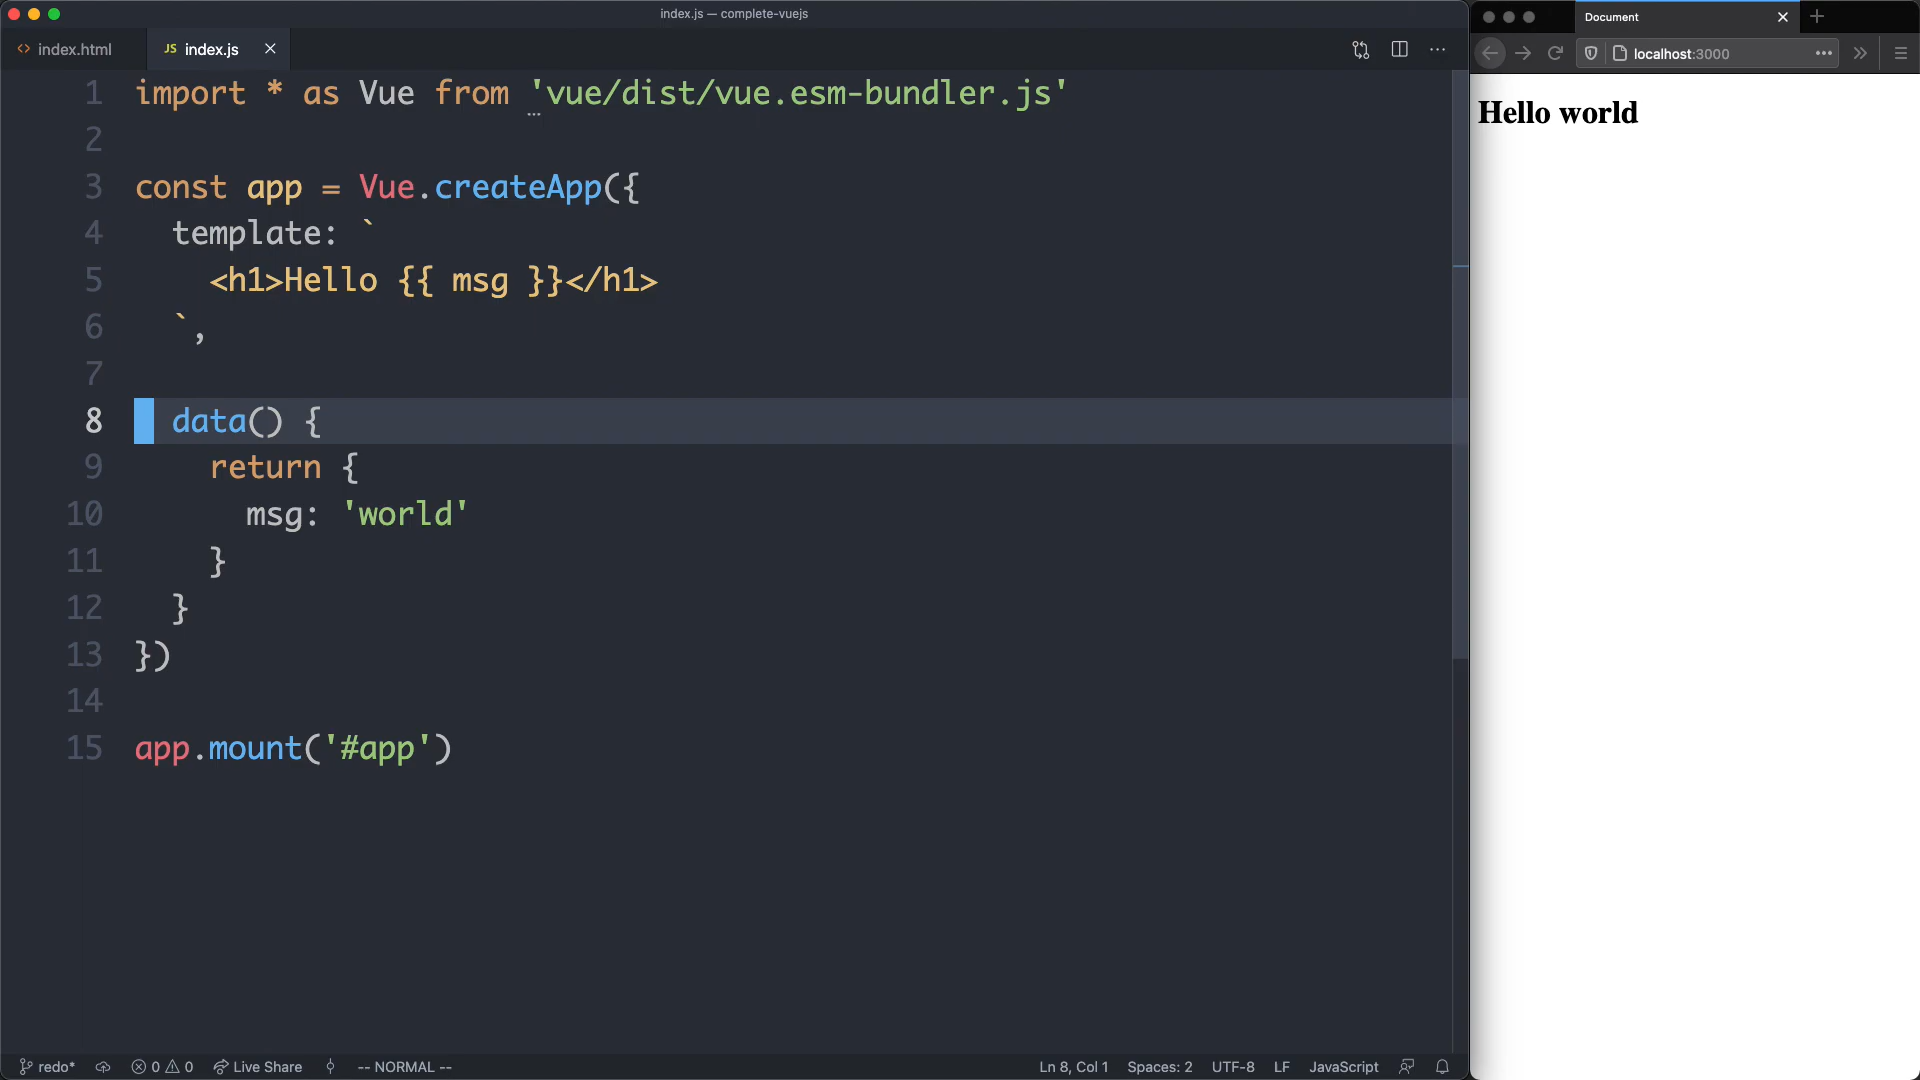 index.js — complete-vuejs
<> index.html
JS index.js
1 import * as Vue from 'vue/dist/vue.esm-bundler.js'
2
3 const app = Vue.createApp({
4   template: `
5     <h1>Hello {{ msg }}</h1>
6   `,
7
8   data() {
9     return {
10       msg: 'world'
11     }
12   }
13 })
14
15 app.mount('#app')
redo* 0 0 Live Share -- NORMAL -- Ln 8, Col 1 Spaces: 2 UTF-8 LF JavaScript
Document
localhost:3000
Hello world